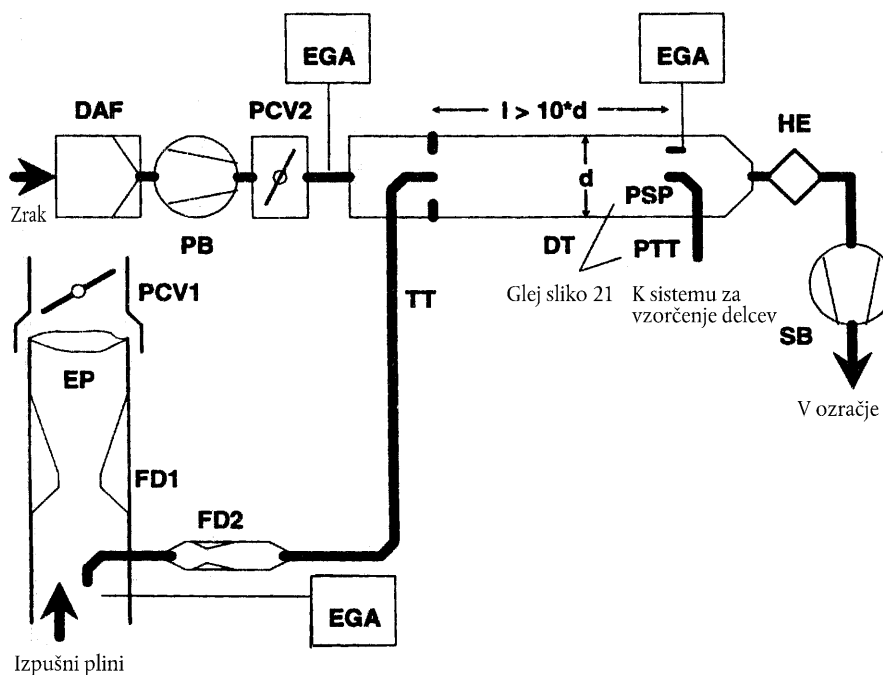 EGA
EGA
DAF
PCV2
l > 10*d
HE
Zrak
d
PSP
PB
DT
PTT
PCV1
TT
Glej sliko 21
K sistemu za
vzorčenje delcev
SB
EP
V ozračje
FD1
FD2
EGA
Izpušni plini